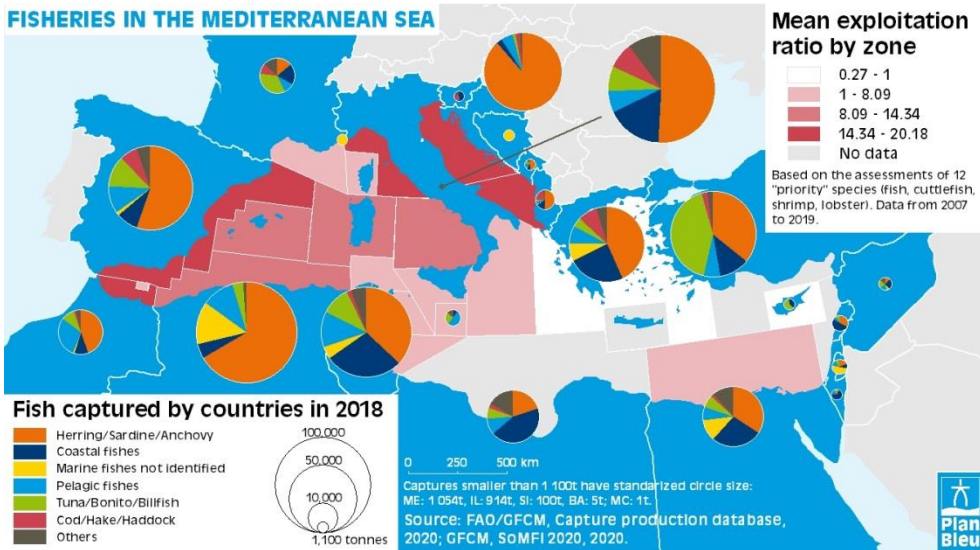 FISHERIES IN THE MEDITERRANEAN SEA
Mean exploitation
ratio by zone
0.27 - 1
1 - 8.09
8.09 - 14.34
14.34 - 20.18
No data
Based on the assessments of 12
"priority" species (fish, cuttlefish,
shrimp, lobster). Data from 2007
to 2019.
Fish captured by countries in 2018
Herring/Sardine/Anchovy
Coastal fishes
Marine fishes not identified
Pelagic fishes
Tuna/Bonito/Billfish
Cod/Hake/Haddock
Others
100,000
50,000
10,000
1,100 tonnes
0 250 500 km
Captures smaller than 1 100t have standarized circle size:
ME: 1 054t, IL: 914t, SI: 100t, BA: 5t; MC: 1t.
Source: FAO/GFCM, Capture production database,
2020; GFCM, SoMFI 2020, 2020.
Plan
Bleu